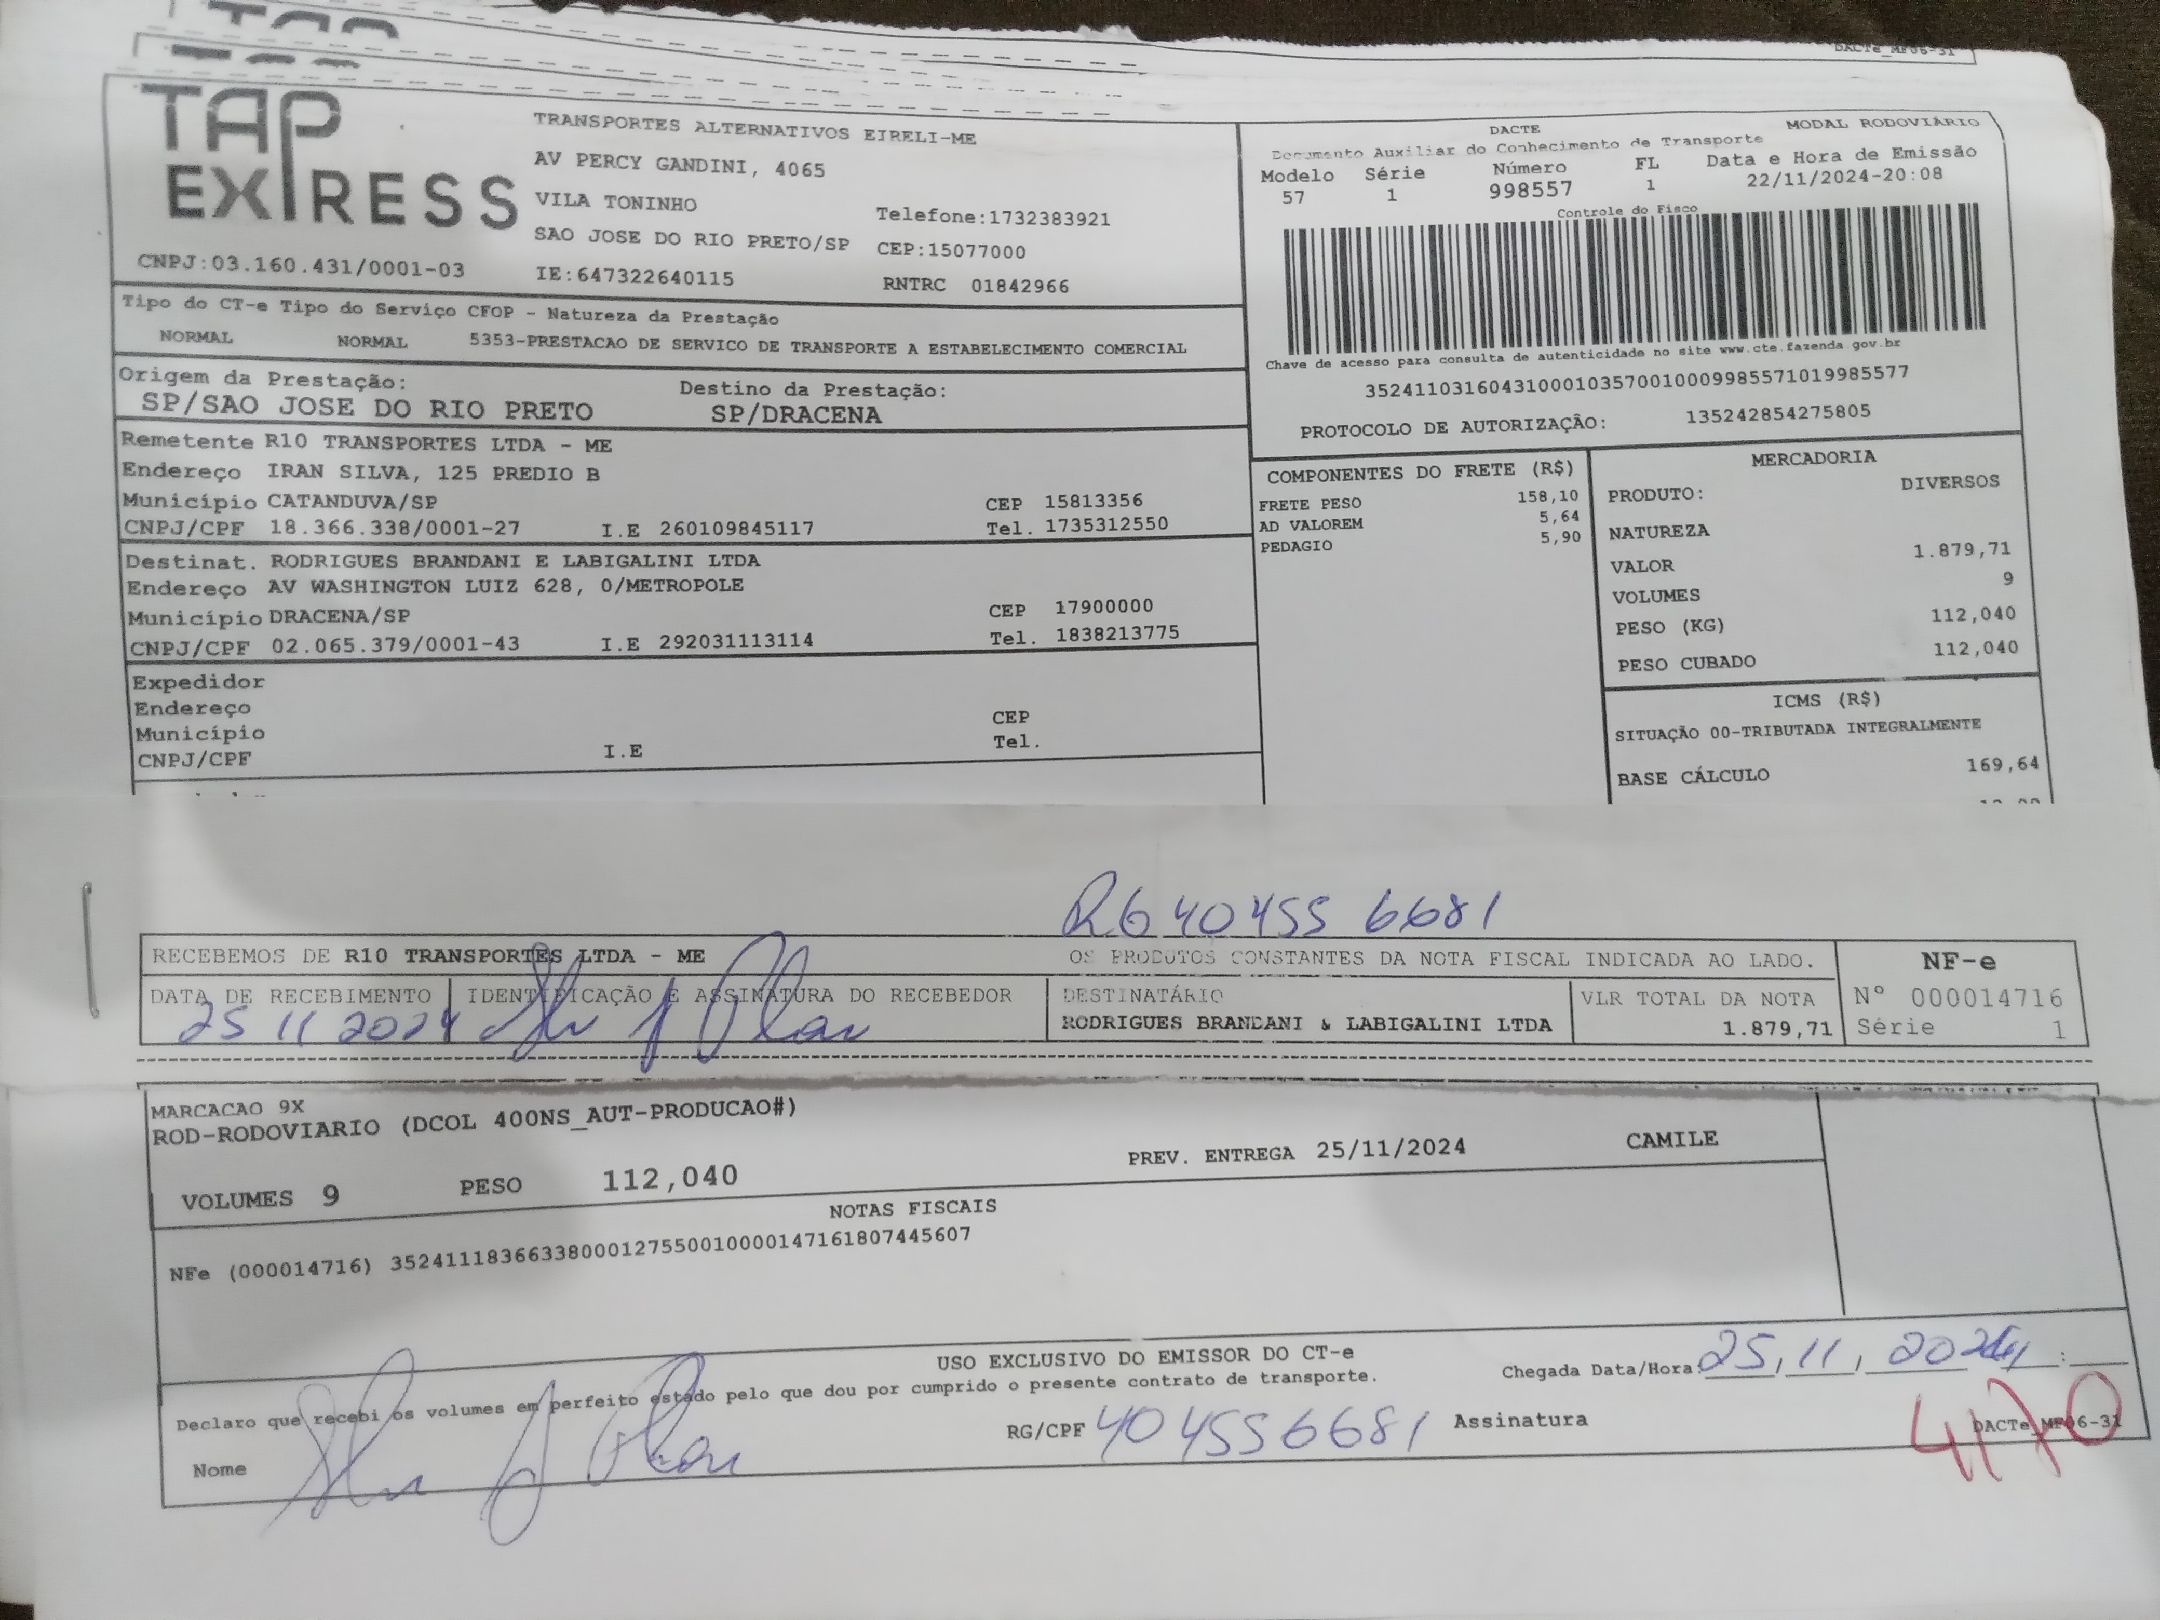 DACTe_MF06-31
TAP EXPRESS
TRANSPORTES ALTERNATIVOS EIRELI-ME
AV PERCY GANDINI, 4065
VILA TONINHO Telefone:1732383921
SAO JOSE DO RIO PRETO/SP CEP:15077000
CNPJ:03.160.431/0001-03 IE:647322640115 RNTRC 01842966
DACTE MODAL RODOVIÁRIO
Documento Auxiliar do Conhecimento de Transporte
Modelo Série Número FL Data e Hora de Emissão
57 1 998557 1 22/11/2024-20:08
Controle do Fisco
Chave de acesso para consulta de autenticidade no site www.cte.fazenda.gov.br
35241103160431000103570010009985571019985577
PROTOCOLO DE AUTORIZAÇÃO: 135242854275805
Tipo do CT-e Tipo do Serviço CFOP - Natureza da Prestação
NORMAL NORMAL 5353-PRESTACAO DE SERVICO DE TRANSPORTE A ESTABELECIMENTO COMERCIAL
Origem da Prestação: Destino da Prestação:
SP/SAO JOSE DO RIO PRETO SP/DRACENA
Remetente R10 TRANSPORTES LTDA - ME
Endereço IRAN SILVA, 125 PREDIO B
Município CATANDUVA/SP CEP 15813356
CNPJ/CPF 18.366.338/0001-27 I.E 260109845117 Tel. 1735312550
Destinat. RODRIGUES BRANDANI E LABIGALINI LTDA
Endereço AV WASHINGTON LUIZ 628, 0/METROPOLE
Município DRACENA/SP CEP 17900000
CNPJ/CPF 02.065.379/0001-43 I.E 292031113114 Tel. 1838213775
Expedidor
Endereço
Município CEP
CNPJ/CPF I.E Tel.
COMPONENTES DO FRETE (R$)
FRETE PESO 158,10
AD VALOREM 5,64
PEDAGIO 5,90
MERCADORIA
PRODUTO: DIVERSOS
NATUREZA
VALOR 1.879,71
VOLUMES 9
PESO (KG) 112,040
PESO CUBADO 112,040
ICMS (R$)
SITUAÇÃO 00-TRIBUTADA INTEGRALMENTE
BASE CÁLCULO 169,64
RG 40455 6681
RECEBEMOS DE R10 TRANSPORTES LTDA - ME OS PRODUTOS CONSTANTES DA NOTA FISCAL INDICADA AO LADO.
DATA DE RECEBIMENTO IDENTIFICAÇÃO E ASSINATURA DO RECEBEDOR
25 11 2024
DESTINATÁRIO
RODRIGUES BRANDANI & LABIGALINI LTDA
VLR TOTAL DA NOTA
1.879,71
NF-e
Nº 000014716
Série 1
MARCACAO 9X
ROD-RODOVIARIO (DCOL 400NS_AUT-PRODUCAO#)
VOLUMES 9 PESO 112,040 PREV. ENTREGA 25/11/2024 CAMILE
NOTAS FISCAIS
NFe (000014716) 35241118366338000127550010000147161807445607
USO EXCLUSIVO DO EMISSOR DO CT-e
Chegada Data/Hora: 25, 11, 2024 :
Declaro que recebi os volumes em perfeito estado pelo que dou por cumprido o presente contrato de transporte.
Nome RG/CPF 404556681 Assinatura
DACTe_MF06-31
4170